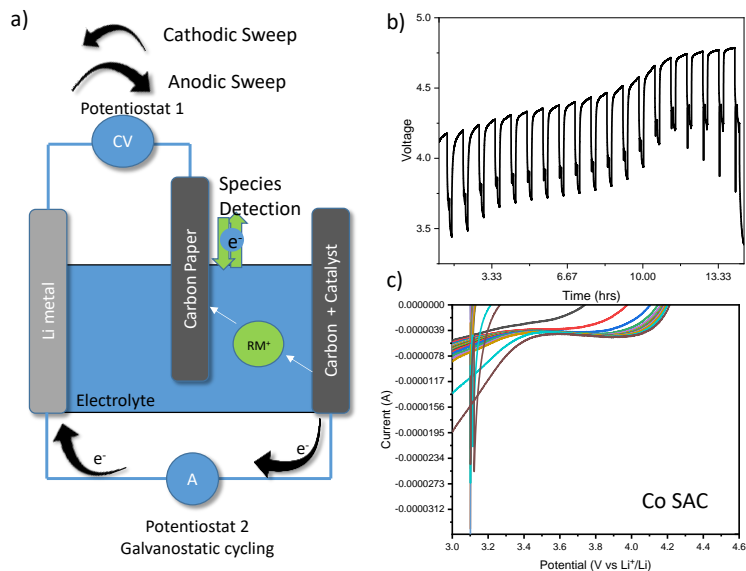 a)
Cathodic Sweep
Anodic Sweep
Potentiostat 1
CV
Species
Detection
e-
Li metal
Carbon Paper
Carbon + Catalyst
RM+
Electrolyte
e-
e-
A
Potentiostat 2
Galvanostatic cycling
b)
5.0
4.5
4.0
3.5
Voltage
3.33
6.67
10.00
13.33
Time (hrs)
c)
0.0000000
-0.0000039
-0.0000078
-0.0000117
-0.0000156
-0.0000195
-0.0000234
-0.0000273
-0.0000312
Current (A)
Co SAC
3.0
3.2
3.4
3.6
3.8
4.0
4.2
4.4
4.6
Potential (V vs Li+/Li)